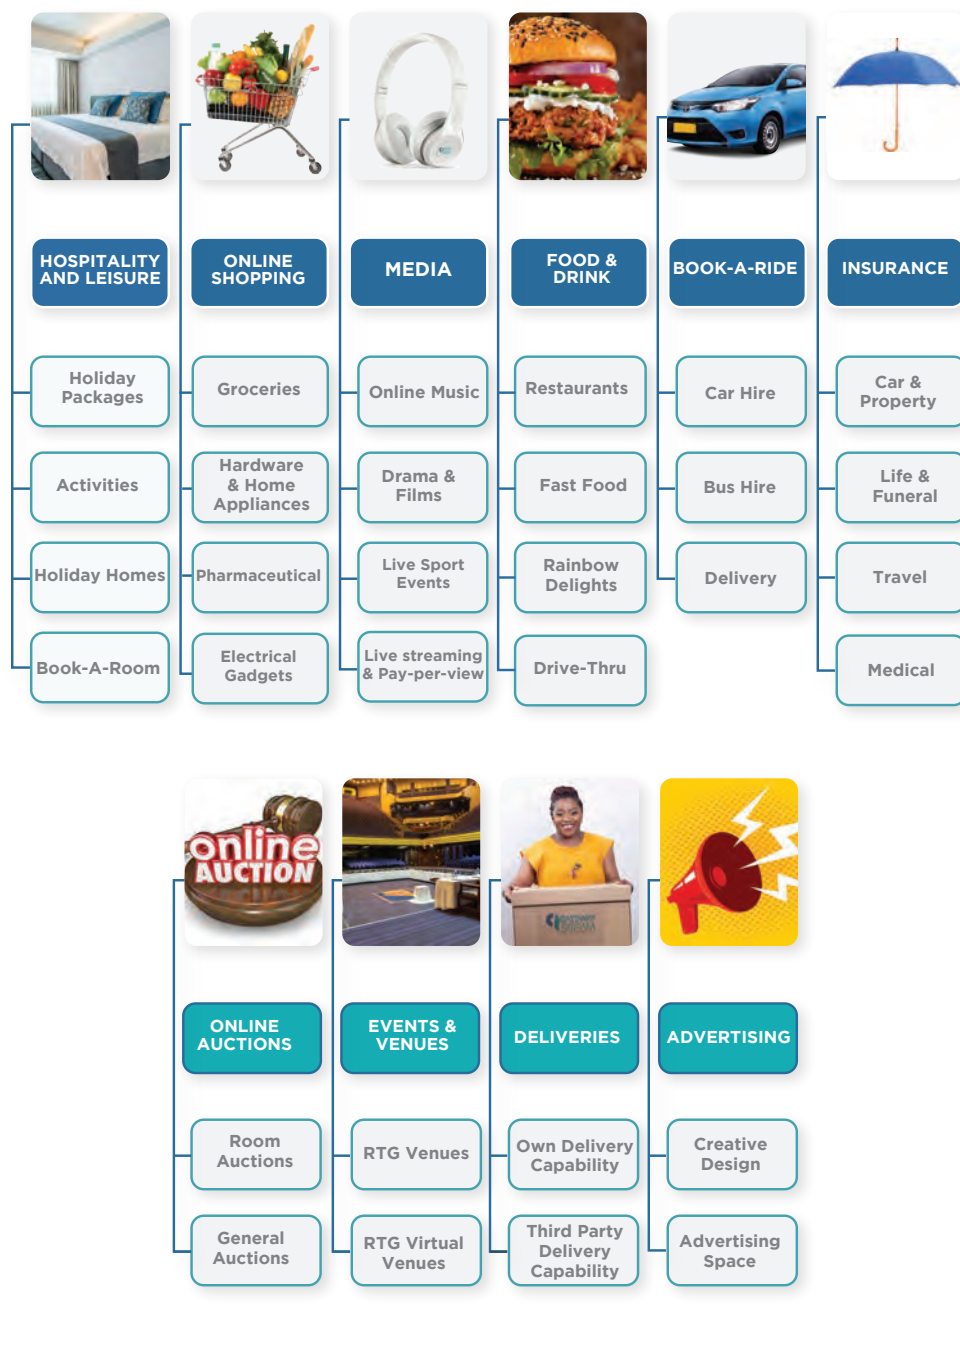 HOSPITALITY
AND LEISURE
Holiday
Packages
Activities
Holiday Homes
Book-A-Room
ONLINE
SHOPPING
Groceries
Hardware
& Home
Appliances
Pharmaceutical
Electrical
Gadgets
MEDIA
Online Music
Drama &
Films
Live Sport
Events
Live streaming
& Pay-per-view
FOOD &
DRINK
Restaurants
Fast Food
Rainbow
Delights
Drive-Thru
BOOK-A-RIDE
Car Hire
Bus Hire
Delivery
INSURANCE
Car &
Property
Life &
Funeral
Travel
Medical
online
AUCTION
ONLINE
AUCTIONS
Room
Auctions
General
Auctions
EVENTS &
VENUES
RTG Venues
RTG Virtual
Venues
DELIVERIES
Own Delivery
Capability
Third Party
Delivery
Capability
ADVERTISING
Creative
Design
Advertising
Space